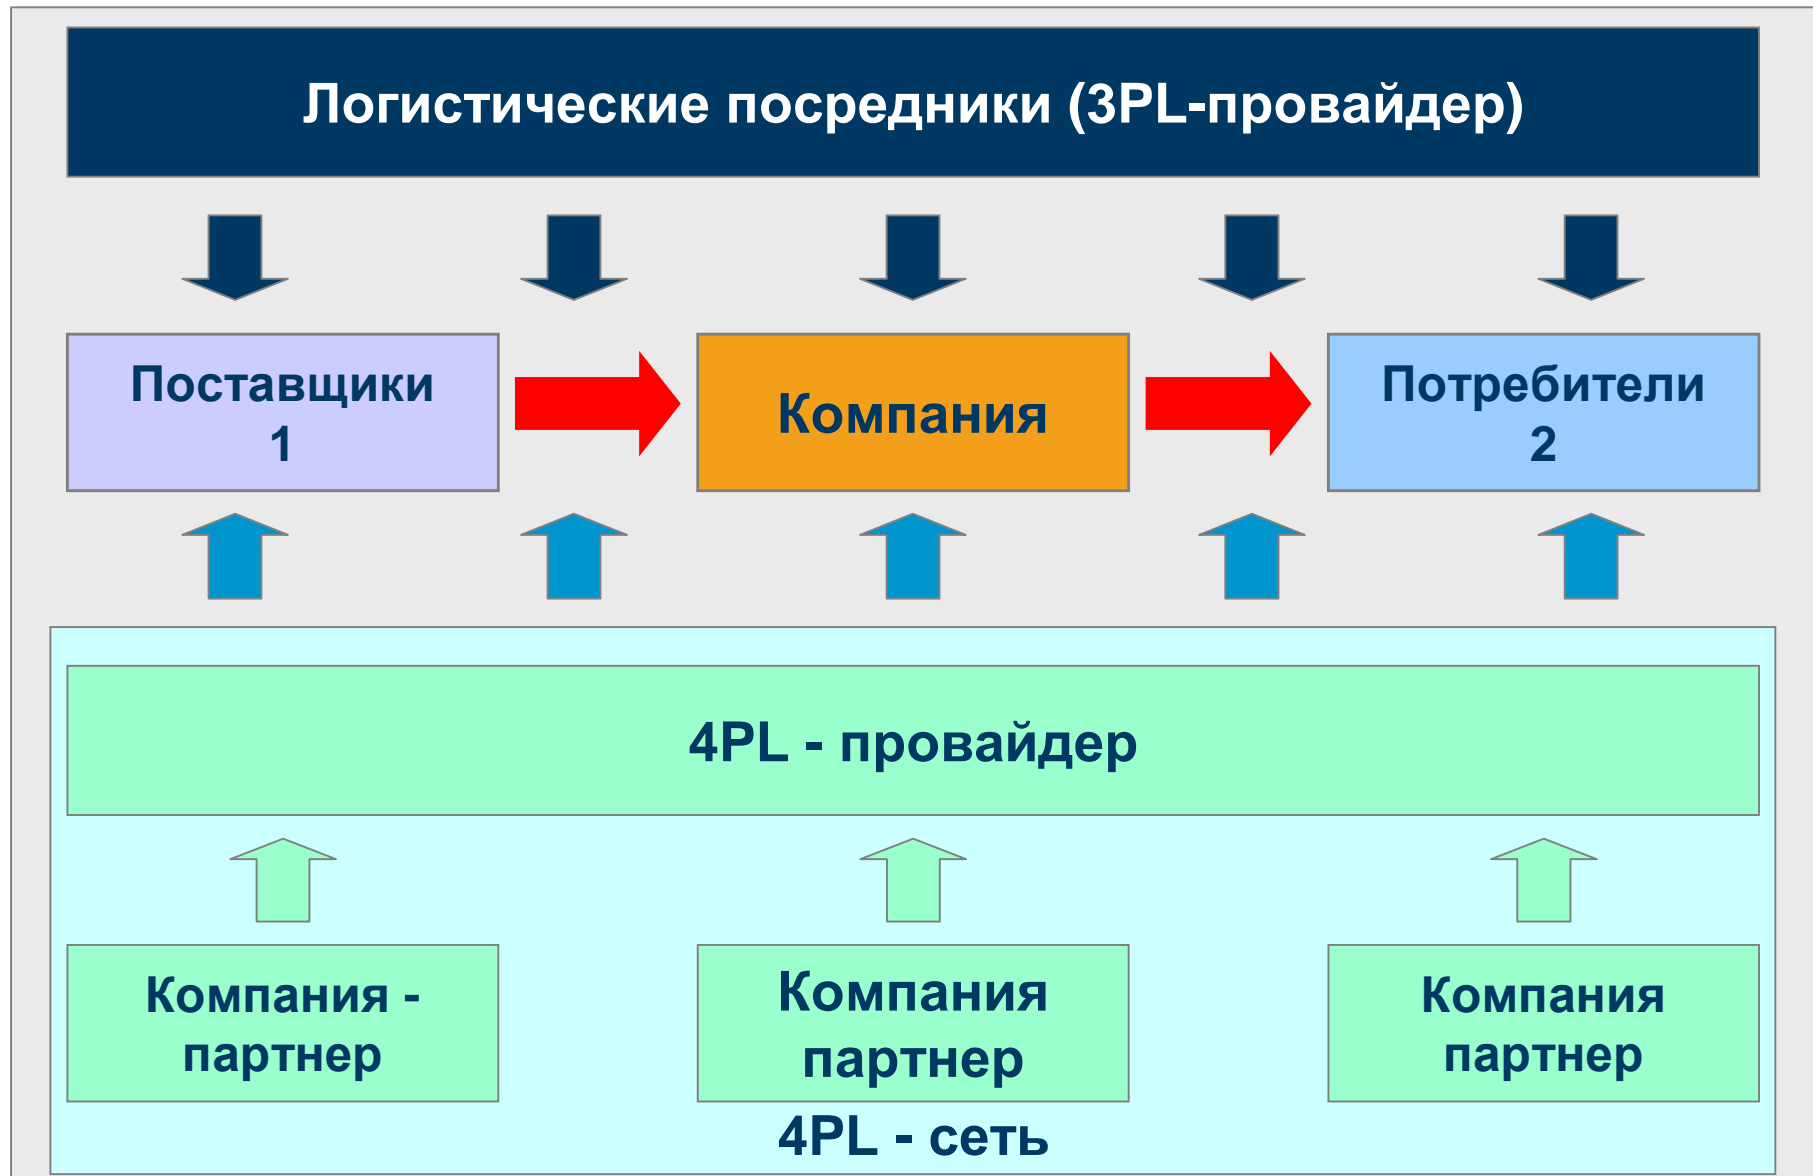 Логистические посредники (3PL-провайдер)
Поставщики
1
Компания
Потребители
2
4PL - провайдер
Компания -
партнер
Компания
партнер
Компания
партнер
4PL - сеть